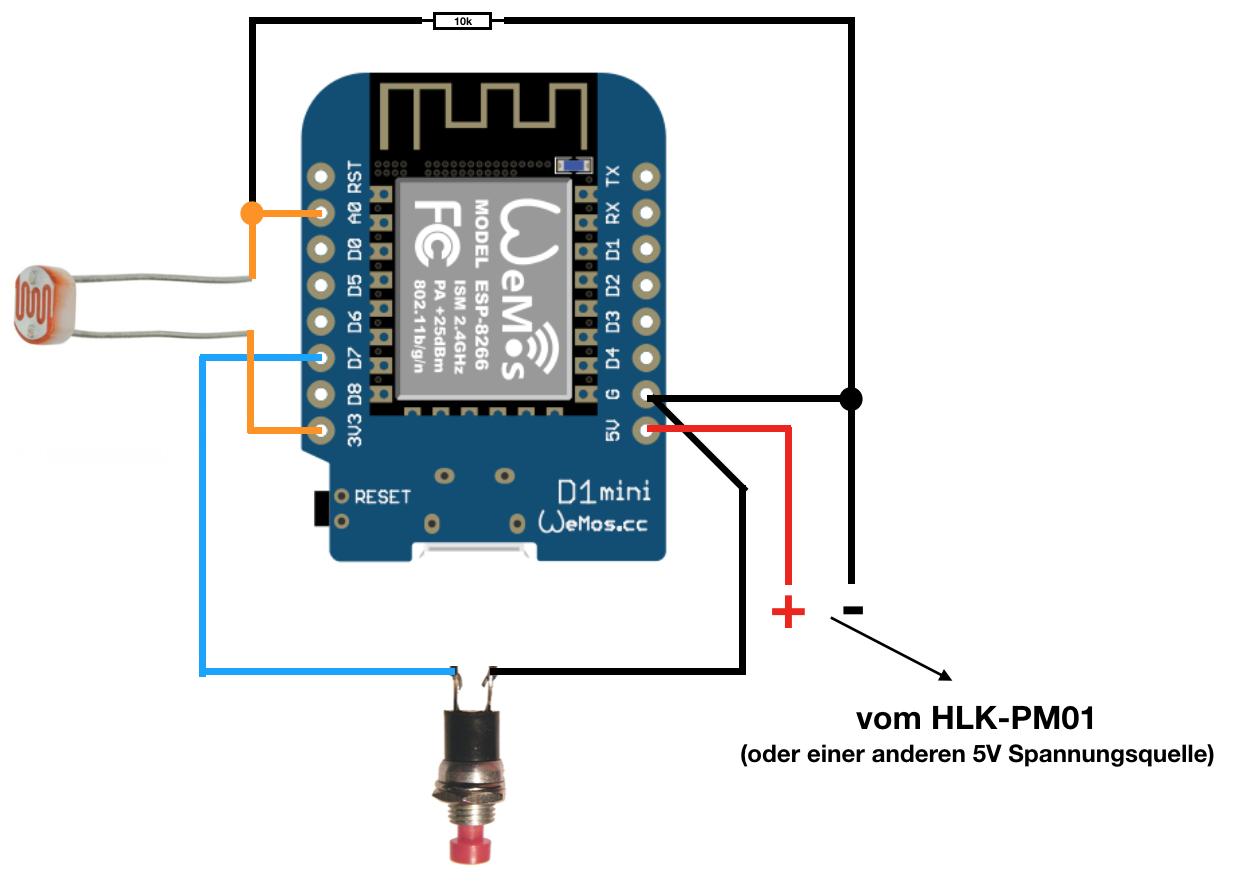 10k
RST
A0
D0
D5
D6
D7
D8
3V3
TX
RX
D1
D2
D3
D4
G
5V
WeMos
MODEL ESP-8266
ISM 2.4GHz
PA +25dBm
802.11b/g/n
FC
RESET
D1mini
WeMos.cc
+
-
vom HLK-PM01
(oder einer anderen 5V Spannungsquelle)